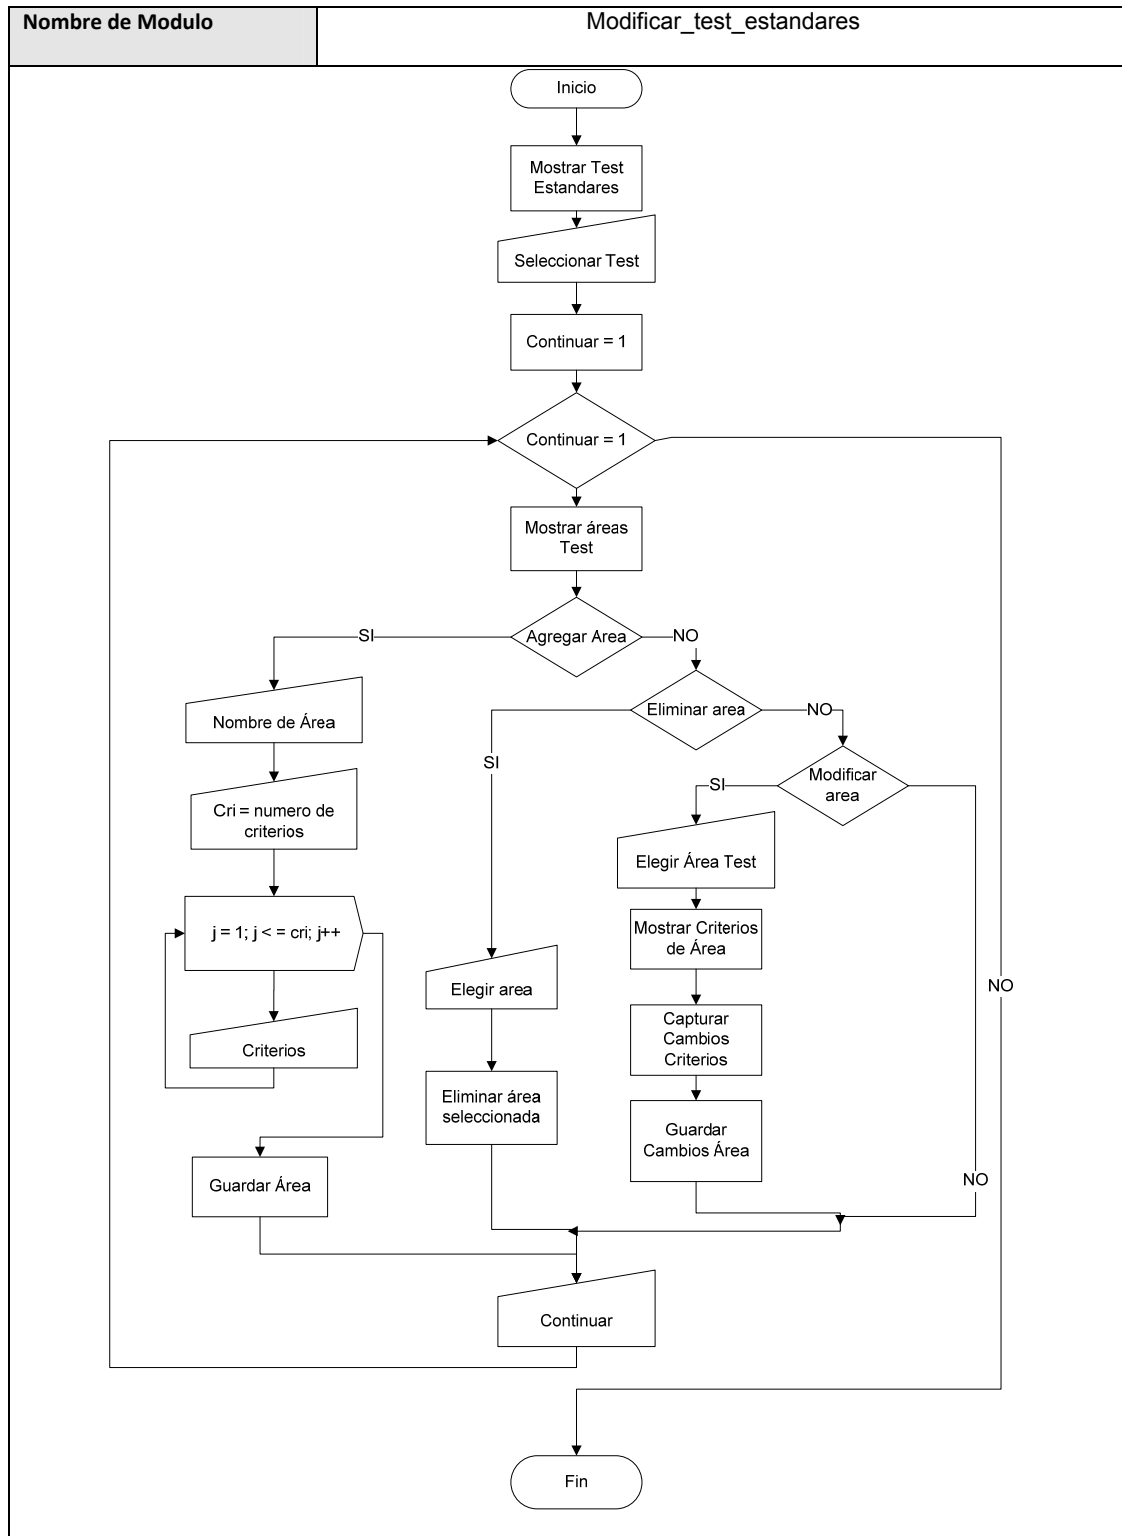 Nombre de Modulo
Modificar_test_estandares
Inicio
Mostrar Test
Estandares
Seleccionar Test
Continuar = 1
Continuar = 1
Mostrar áreas
Test
Agregar Area
SI
NO
Nombre de Área
Cri = numero de
criterios
j = 1; j < = cri; j++
Criterios
Guardar Área
Eliminar area
SI
NO
Elegir area
Eliminar área
seleccionada
Modificar
area
SI
Elegir Área Test
Mostrar Criterios
de Área
Capturar
Cambios
Criterios
Guardar
Cambios Área
NO
NO
Continuar
Fin